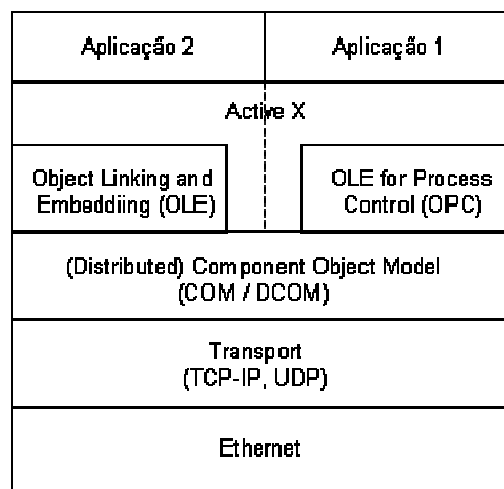 Aplicação 2
Aplicação 1
Active X
Object Linking and
Embeddiing (OLE)
OLE for Process
Control (OPC)
(Distributed) Component Object Model
(COM / DCOM)
Transport
(TCP-IP, UDP)
Ethernet